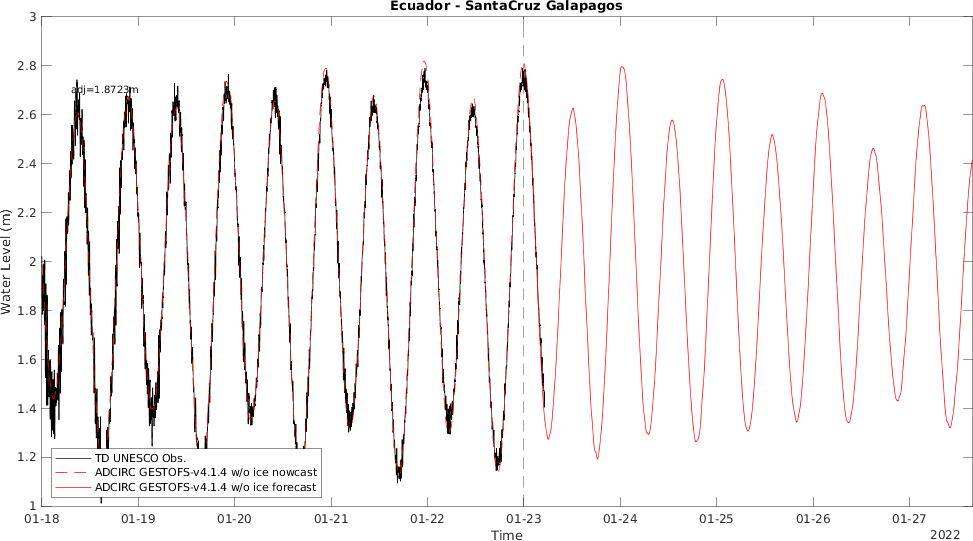 Ecuador - SantaCruz Galapagos
3
2.8
2.6
2.4
2.2
2
1.8
1.6
1.4
1.2
1
Water Level (m)
adj=1.8723m
TD UNESCO Obs.
ADCIRC GESTOFS-v4.1.4 w/o ice nowcast
ADCIRC GESTOFS-v4.1.4 w/o ice forecast
01-18 01-19 01-20 01-21 01-22 01-23 01-24 01-25 01-26 01-27
Time
2022